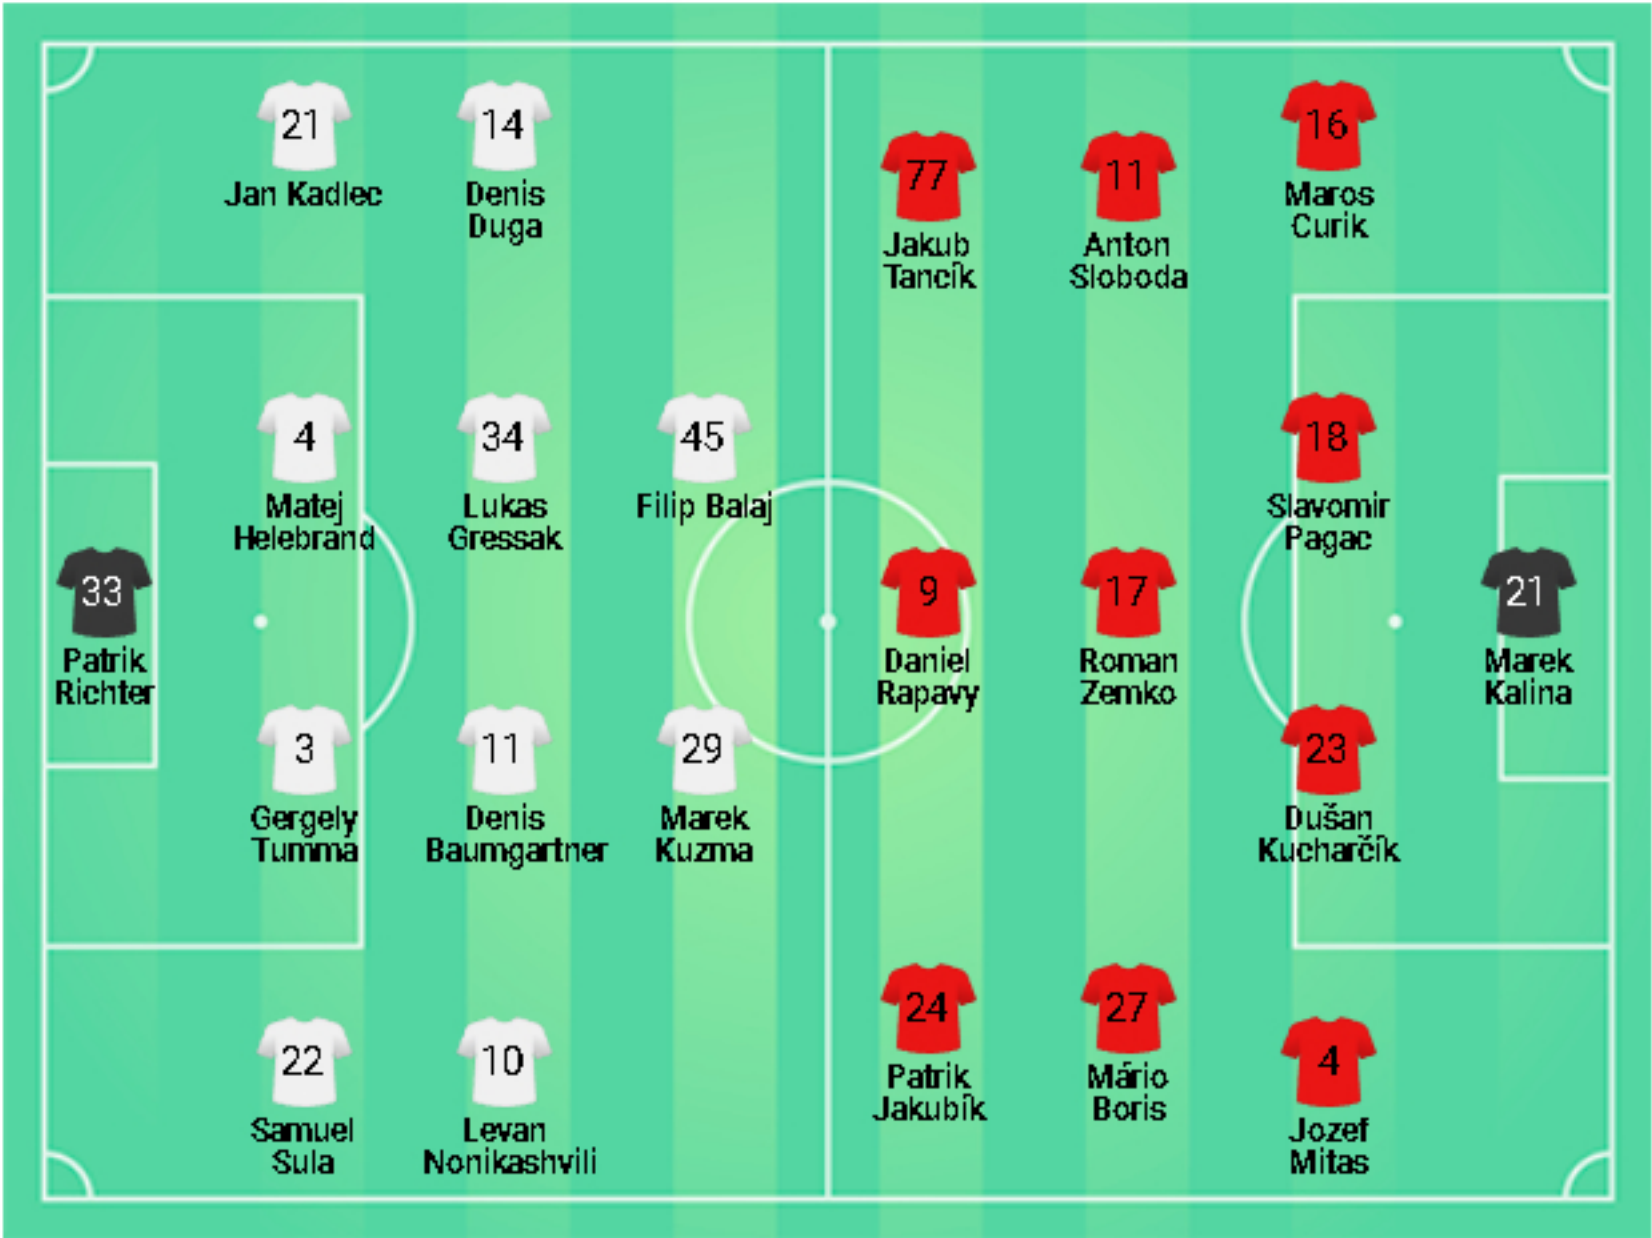 21
Jan Kadlec
14
Denis
Duga
77
Jakub
Tancík
11
Anton
Sloboda
16
Maros
Curik
4
Matej
Helebrand
34
Lukas
Gressak
45
Filip Balaj
18
Slavomir
Pagac
33
Patrik
Richter
9
Daniel
Rapavy
17
Roman
Zemko
21
Marek
Kalina
3
Gergely
Tumma
11
Denis
Baumgartner
29
Marek
Kuzma
23
Dušan
Kucharčík
24
Patrik
Jakubík
27
Mário
Boris
22
Samuel
Sula
10
Levan
Nonikashvili
4
Jozef
Mitas